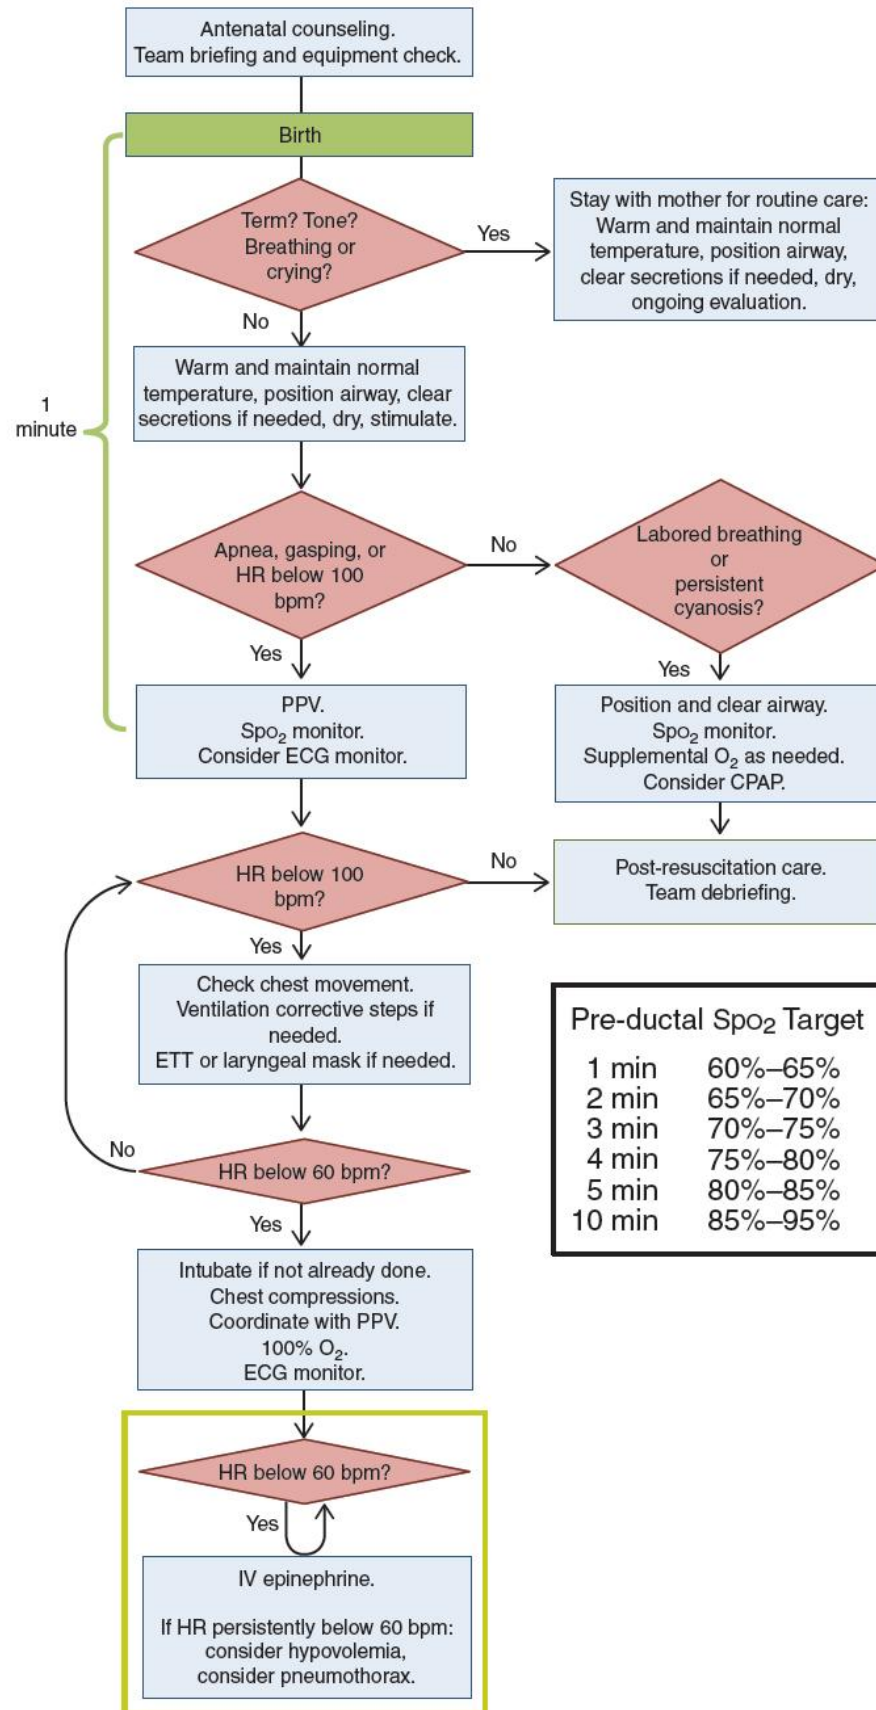 Antenatal counseling.
Team briefing and equipment check.
Birth
1
minute
Term? Tone?
Breathing or
crying?
Yes
Stay with mother for routine care:
Warm and maintain normal
temperature, position airway,
clear secretions if needed, dry,
ongoing evaluation.
No
Warm and maintain normal
temperature, position airway, clear
secretions if needed, dry, stimulate.
Apnea, gasping, or
HR below 100
bpm?
No
Labored breathing
or
persistent
cyanosis?
Yes
PPV.
Spo₂ monitor.
Consider ECG monitor.
Yes
Position and clear airway.
Spo₂ monitor.
Supplemental O₂ as needed.
Consider CPAP.
HR below 100
bpm?
No
Post-resuscitation care.
Team debriefing.
Yes
Check chest movement.
Ventilation corrective steps if
needed.
ETT or laryngeal mask if needed.
No
HR below 60 bpm?
Yes
Intubate if not already done.
Chest compressions.
Coordinate with PPV.
100% O₂.
ECG monitor.
HR below 60 bpm?
Yes
IV epinephrine.
If HR persistently below 60 bpm:
consider hypovolemia,
consider pneumothorax.
Pre-ductal Spo₂ Target
1 min 60%–65%
2 min 65%–70%
3 min 70%–75%
4 min 75%–80%
5 min 80%–85%
10 min 85%–95%